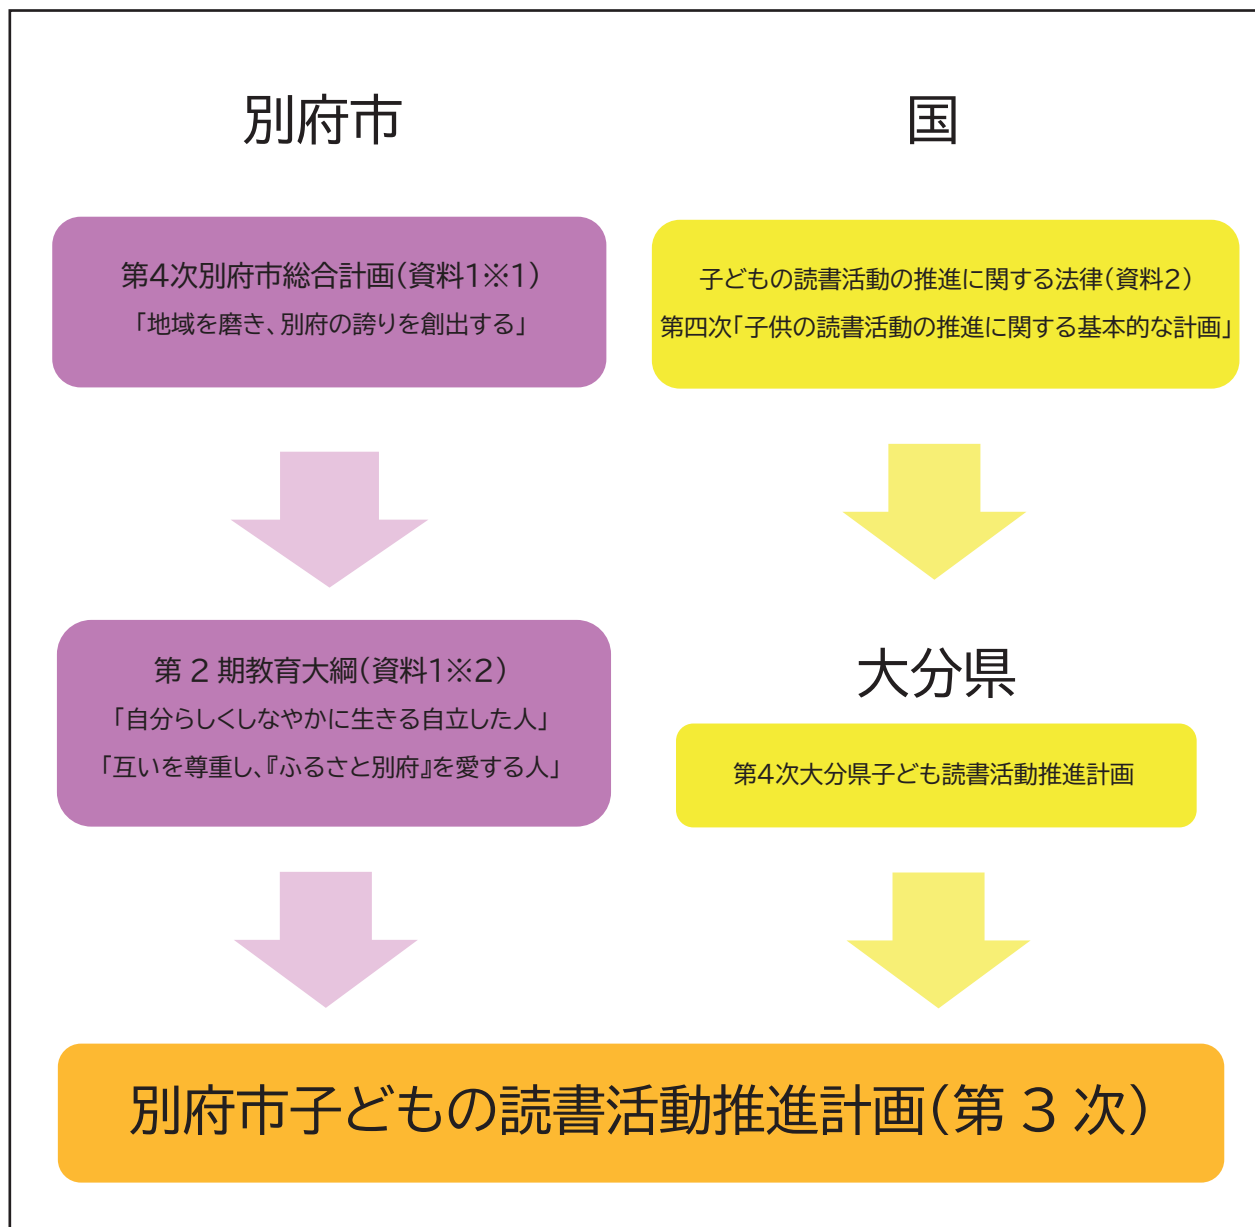 別府市
第4次別府市総合計画(資料1※1)
「地域を磨き、別府の誇りを創出する」
第 2 期教育大綱(資料1※2)
「自分らしくしなやかに生きる自立した人」
「互いを尊重し、『ふるさと別府』を愛する人」
国
子どもの読書活動の推進に関する法律(資料2)
第四次「子供の読書活動の推進に関する基本的な計画」
大分県
第4次大分県子ども読書活動推進計画
別府市子どもの読書活動推進計画(第 3 次)